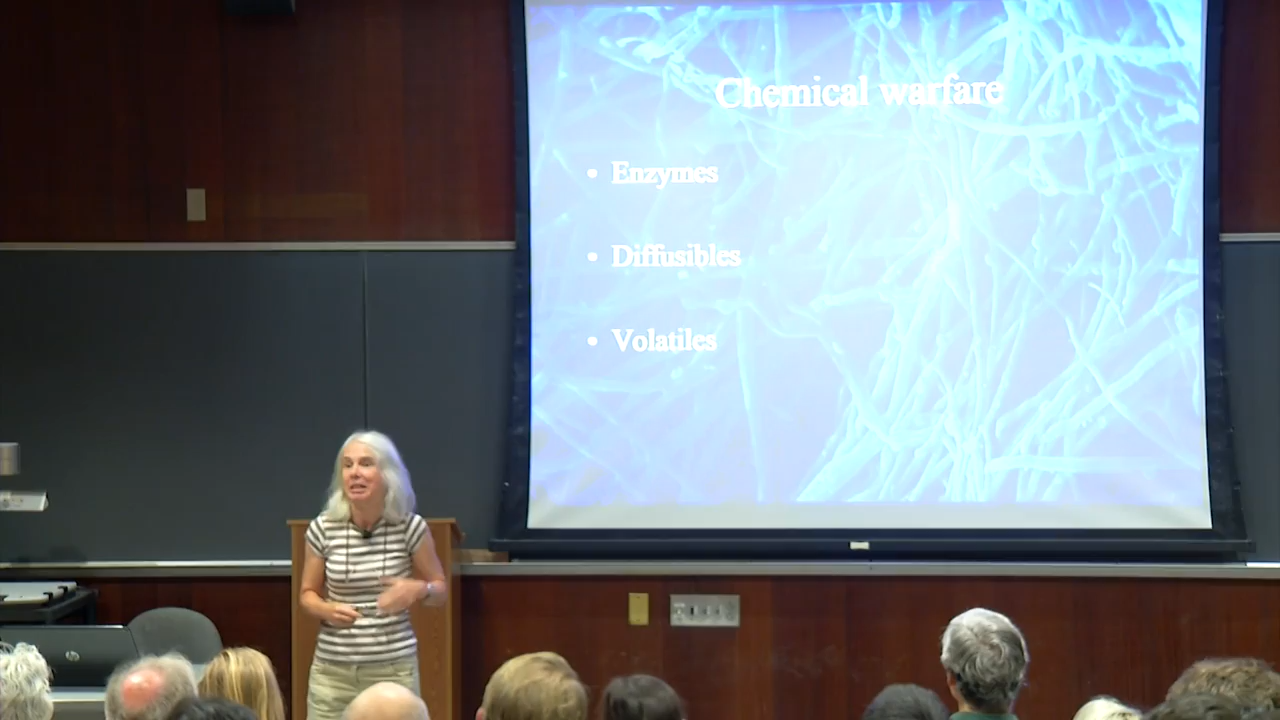 Chemical warfare
• Enzymes
• Diffusibles
• Volatiles